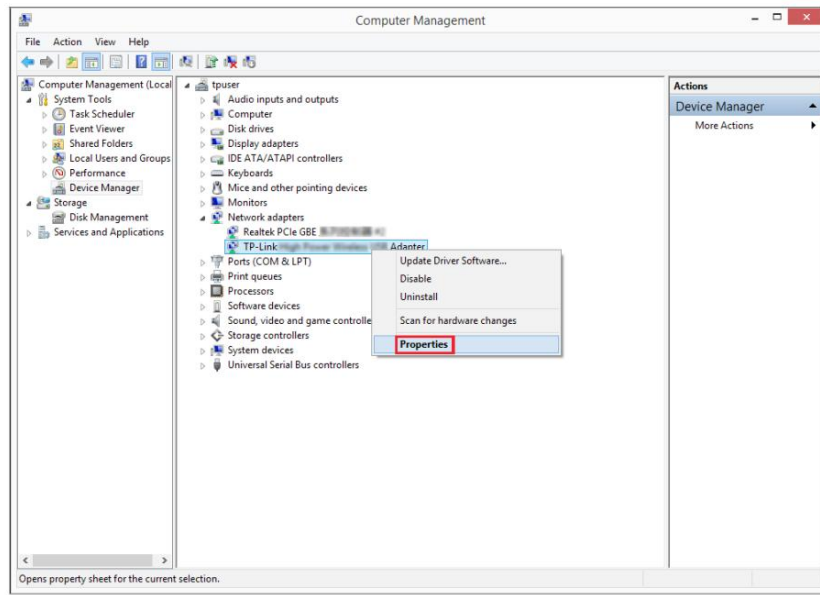 Computer Management
File Action View Help
Computer Management (Local
System Tools
Task Scheduler
Event Viewer
Shared Folders
Local Users and Groups
Performance
Device Manager
Storage
Disk Management
Services and Applications
tpuser
Audio inputs and outputs
Computer
Disk drives
Display adapters
IDE ATA/ATAPI controllers
Keyboards
Mice and other pointing devices
Monitors
Network adapters
Realtek PCIe GBE
TP-Link Adapter
Ports (COM & LPT)
Print queues
Processors
Software devices
Sound, video and game controlle
Storage controllers
System devices
Universal Serial Bus controllers
Update Driver Software...
Disable
Uninstall
Scan for hardware changes
Properties
Actions
Device Manager
More Actions
Opens property sheet for the current selection.